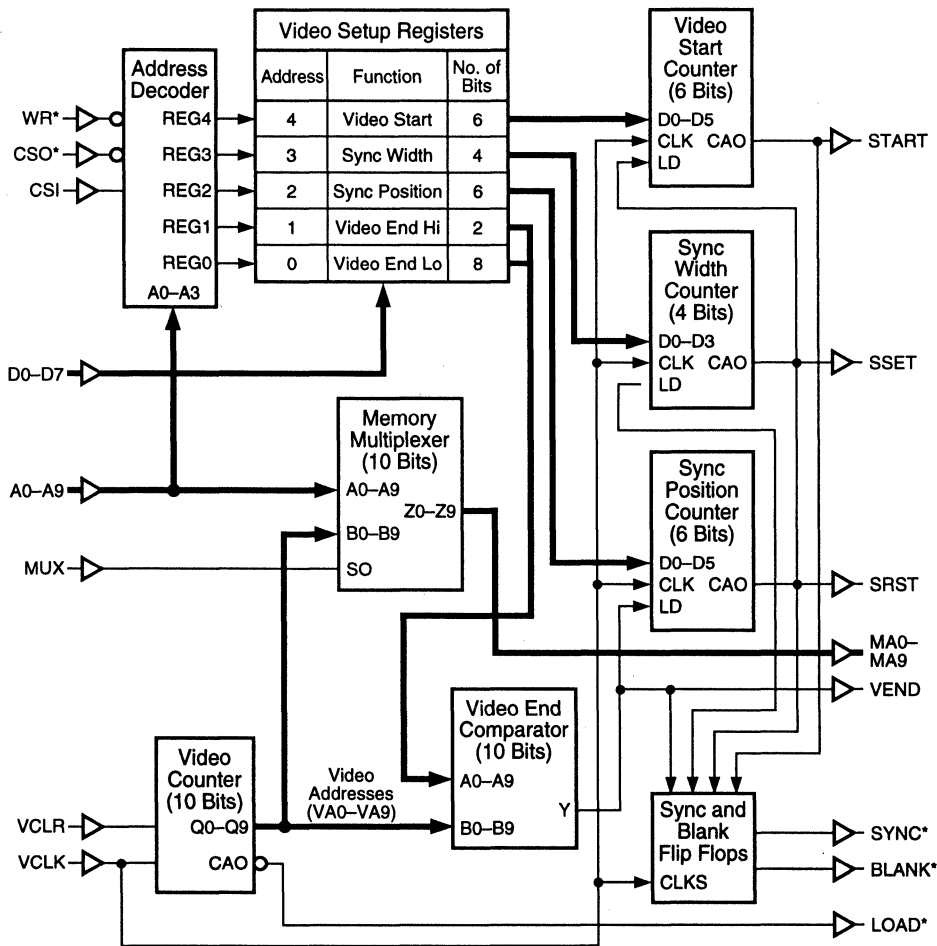 Video Setup Registers
Address Function No. of Bits
4 Video Start 6
3 Sync Width 4
2 Sync Position 6
1 Video End Hi 2
0 Video End Lo 8
Address
Decoder
REG4
REG3
REG2
REG1
REG0
A0–A3
WR*
CSO*
CSI
D0–D7
A0–A9
MUX
VCLR
VCLK
Memory
Multiplexer
(10 Bits)
A0–A9
Z0–Z9
B0–B9
SO
Video
Counter
(10 Bits)
Q0–Q9
CAO
Video
Addresses
(VA0–VA9)
Video End
Comparator
(10 Bits)
A0–A9
Y
B0–B9
Video
Start
Counter
(6 Bits)
D0–D5
CLK CAO
LD
Sync
Width
Counter
(4 Bits)
D0–D3
CLK CAO
LD
Sync
Position
Counter
(6 Bits)
D0–D5
CLK CAO
LD
Sync and
Blank
Flip Flops
CLKS
START
SSET
SRST
MA0–
MA9
VEND
SYNC*
BLANK*
LOAD*